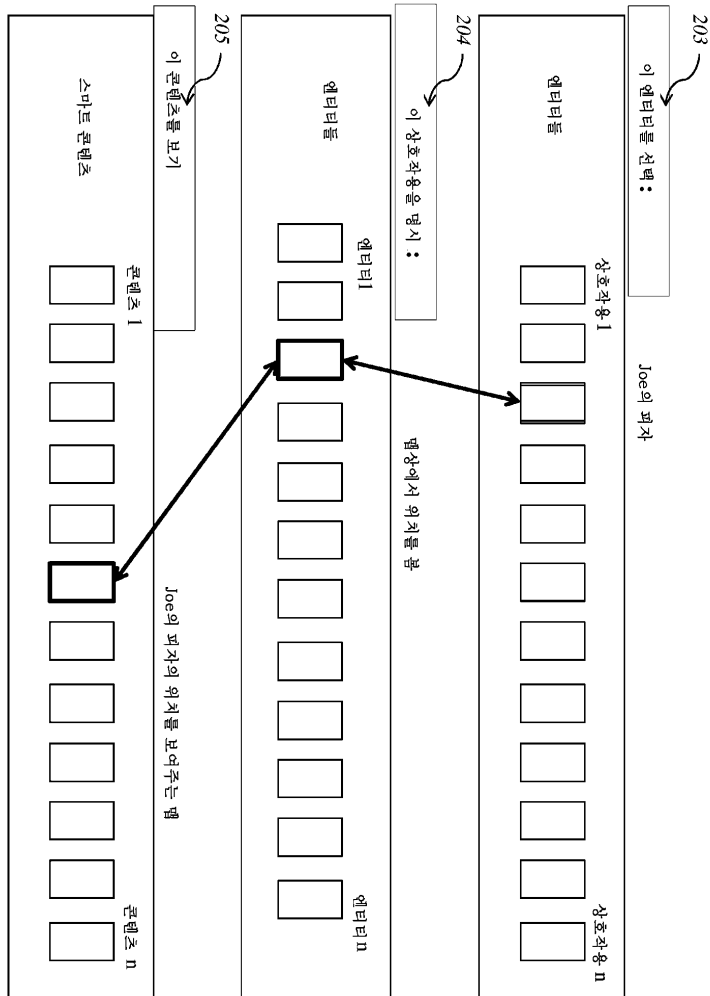 203
이 엔티티를 선택:
Joe의 피자
엔티티들
상호작용1
상호작용 n
204
이 상호작용을 명시 :
맵상에서 위치를 봄
엔티티들
엔티티1
엔티티n
205
이 콘텐츠를 보기
Joe의 피자의 위치를 보여주는 맵
스마트 콘텐츠
콘텐츠 1
콘텐츠 n